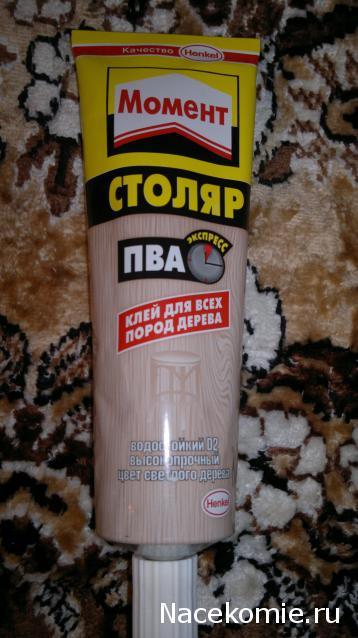 Качество Henkel
Момент
СТОЛЯР
ПВА
ЭКСПРЕСС
КЛЕЙ ДЛЯ ВСЕХ
ПОРОД ДЕРЕВА
водостойкий D2
высокопрочный
цвет светлого дерева
Henkel
Nacekomie.ru